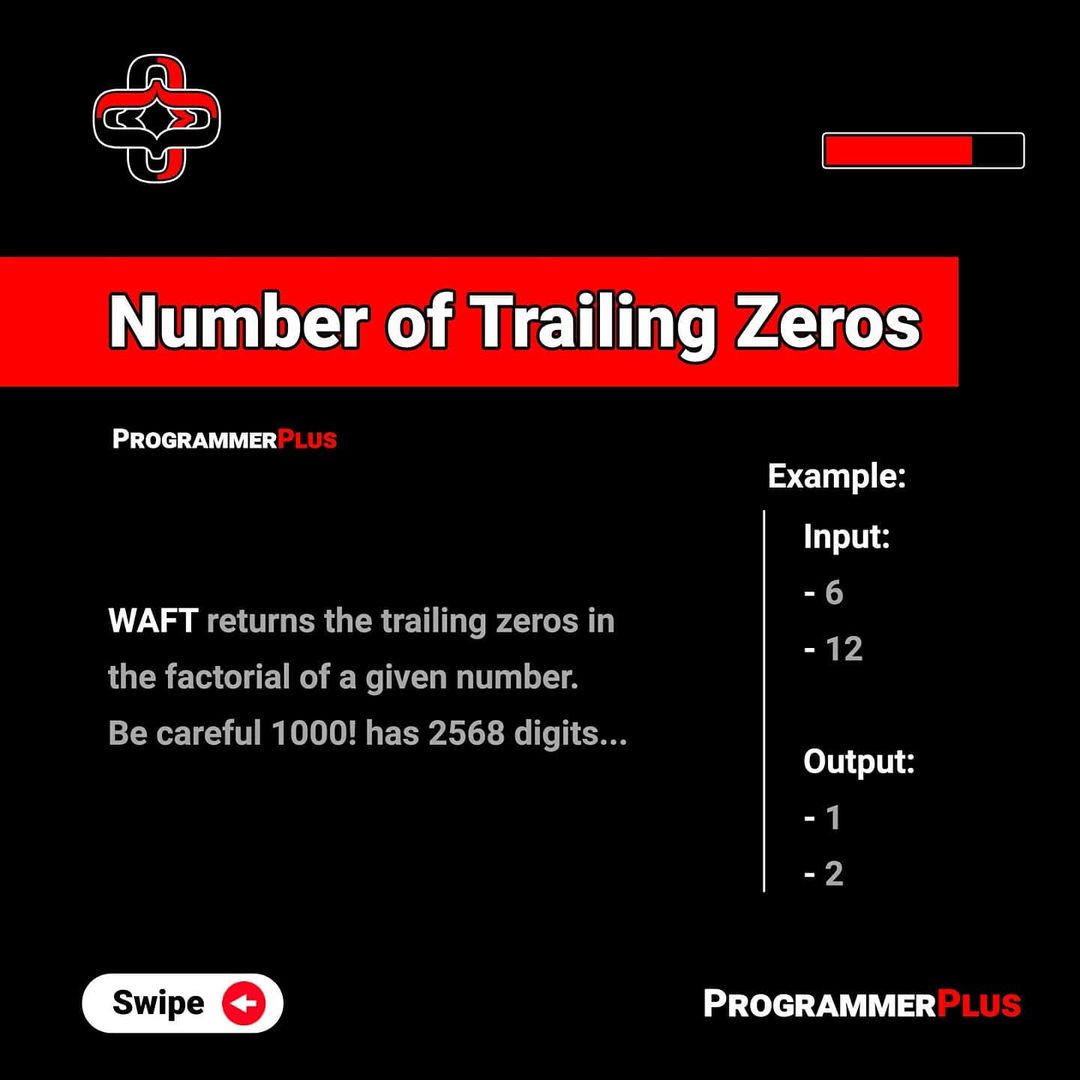 Number of Trailing Zeros
PROGRAMMERPLUS
WAFT returns the trailing zeros in
the factorial of a given number.
Be careful 1000! has 2568 digits...
Example:
Input:
- 6
- 12
Output:
- 1
- 2
Swipe
PROGRAMMERPLUS